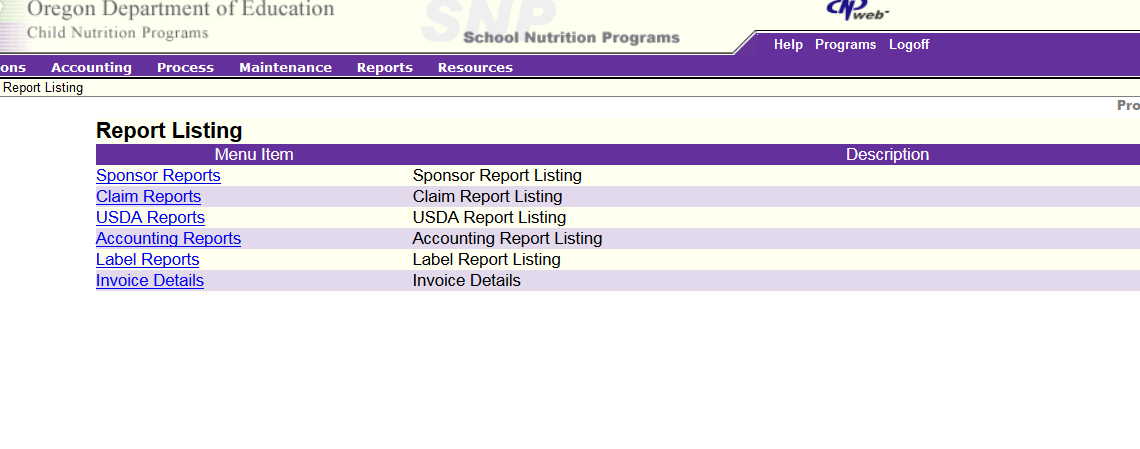 Oregon Department of Education
Child Nutrition Programs
SNP
School Nutrition Programs
CNP
web
Help Programs Logoff
ons Accounting Process Maintenance Reports Resources
Report Listing
Pro
Report Listing
Menu Item Description
Sponsor Reports Sponsor Report Listing
Claim Reports Claim Report Listing
USDA Reports USDA Report Listing
Accounting Reports Accounting Report Listing
Label Reports Label Report Listing
Invoice Details Invoice Details